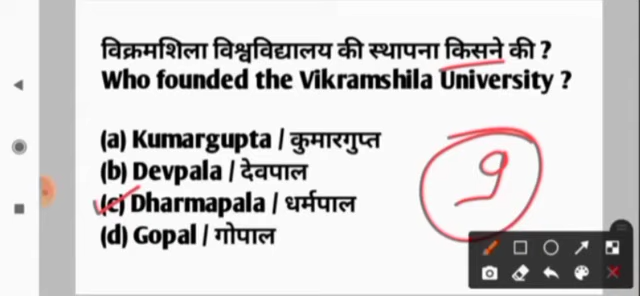 विक्रमशिला विश्वविद्यालय की स्थापना किसने की ?
Who founded the Vikramshila University ?
(a) Kumargupta / कुमारगुप्त
(b) Devpala / देवपाल
(c) Dharmapala / धर्मपाल
(d) Gopal / गोपाल
9